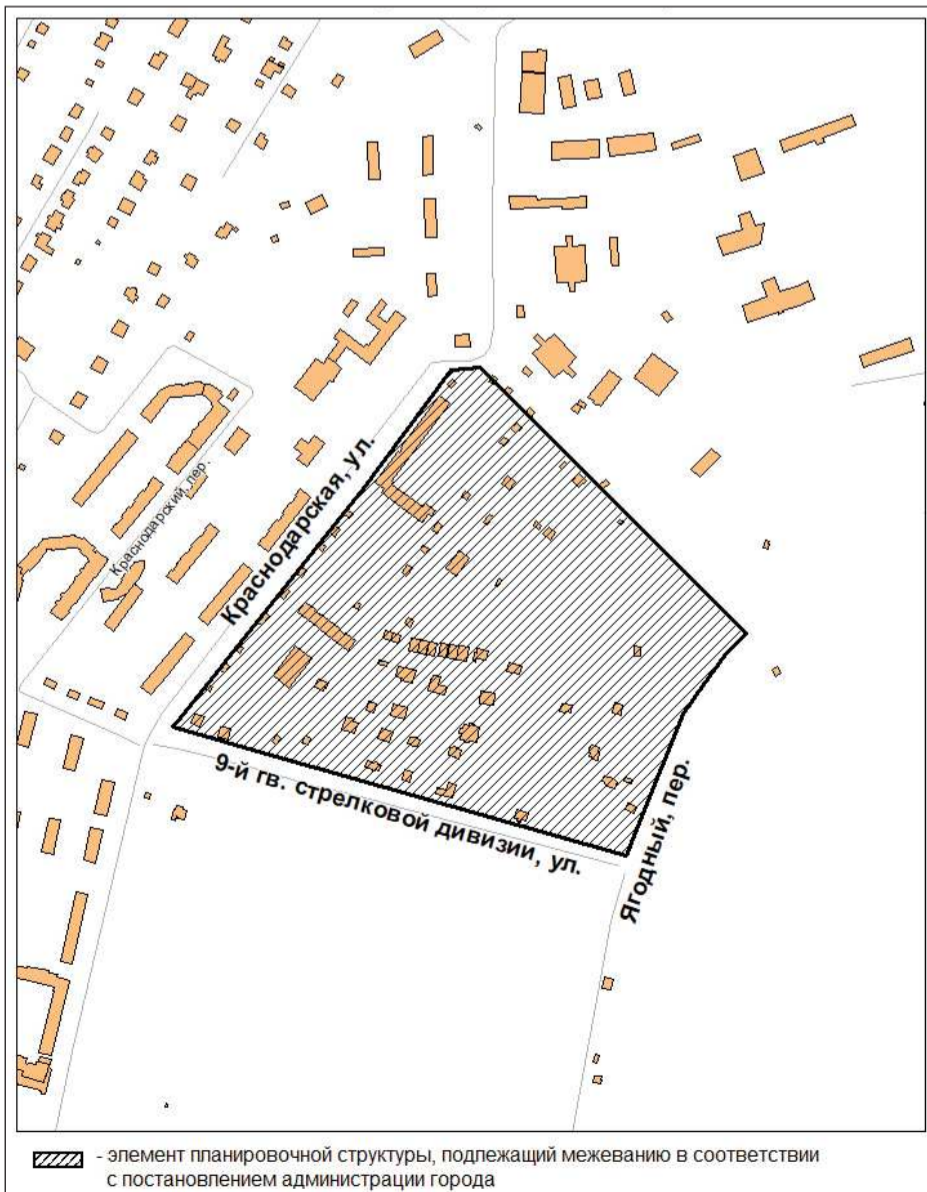 Краснодарская, ул.
Краснодарский, пер.
9-й гв. стрелковой дивизии, ул.
Ягодный, пер.
- элемент планировочной структуры, подлежащий межеванию в соответствии
с постановлением администрации города